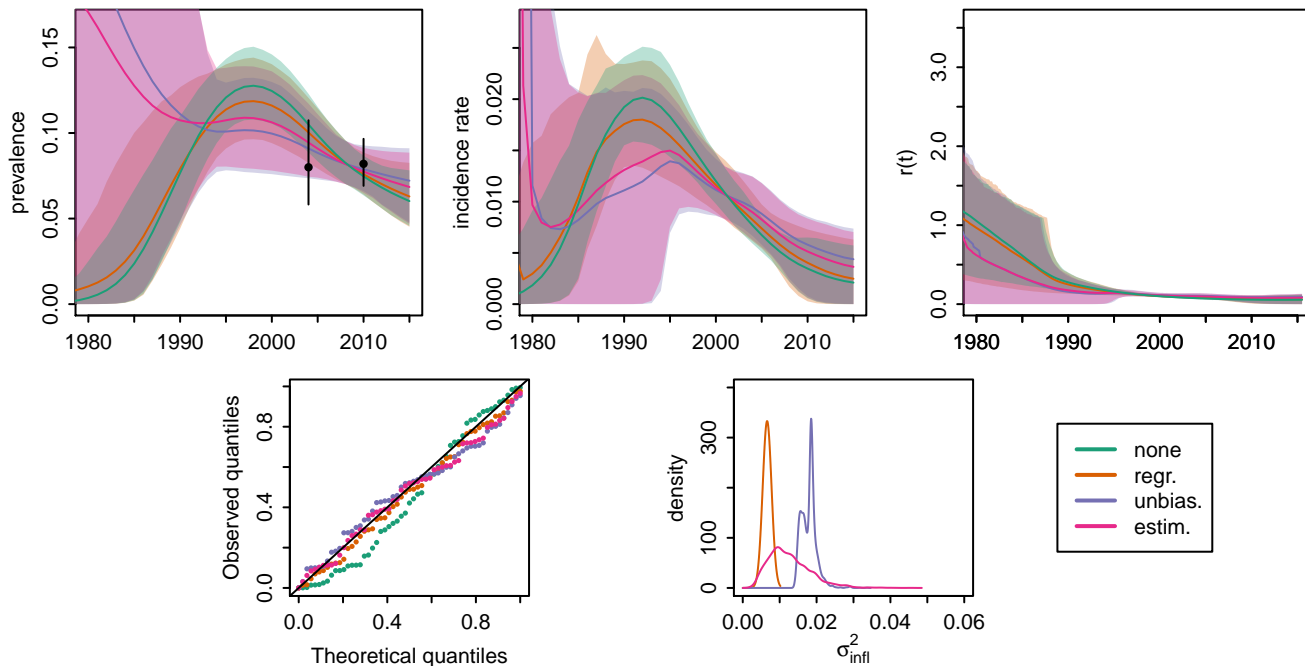 prevalence
0.00 0.05 0.10 0.15
1980 1990 2000 2010
incidence rate
0.000 0.010 0.020
1980 1990 2000 2010
r(t)
0.0 1.0 2.0 3.0
1980 1990 2000 2010
Observed quantiles
0.0 0.4 0.8
0.0 0.4 0.8
Theoretical quantiles
density
0 100 300
0.00 0.02 0.04 0.06
σ²infl
none
regr.
unbias.
estim.